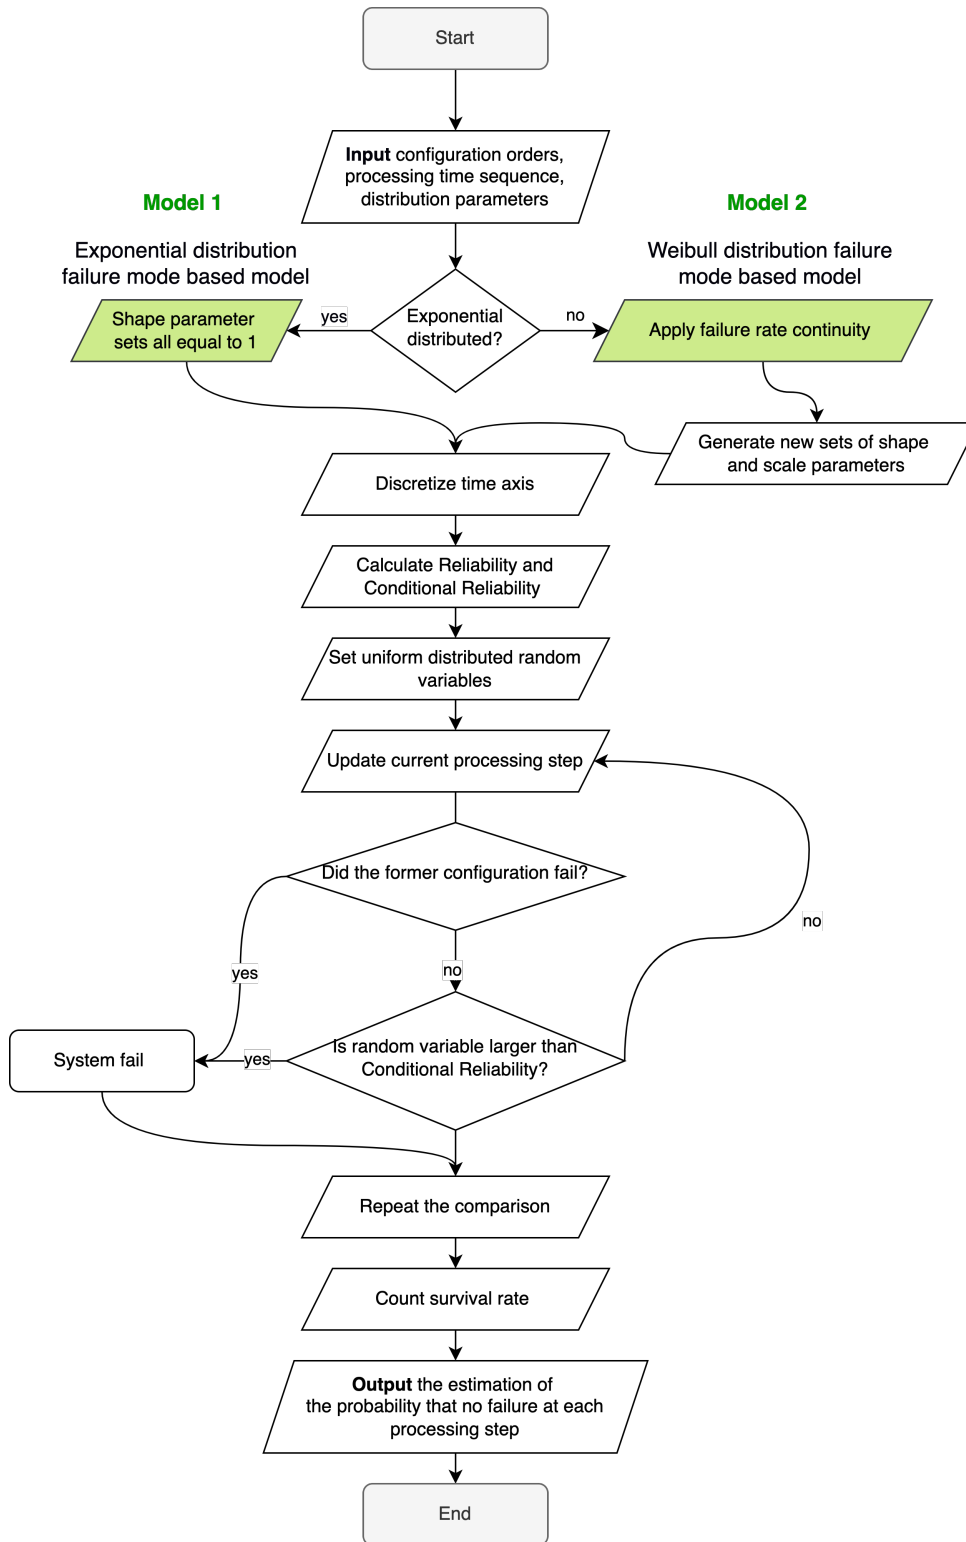 Start
Input configuration orders,
processing time sequence,
distribution parameters
Model 1
Exponential distribution
failure mode based model
Model 2
Weibull distribution failure
mode based model
Shape parameter
sets all equal to 1
yes
Exponential
distributed?
no
Apply failure rate continuity
Generate new sets of shape
and scale parameters
Discretize time axis
Calculate Reliability and
Conditional Reliability
Set uniform distributed random
variables
Update current processing step
Did the former configuration fail?
no
yes
no
System fail
yes
Is random variable larger than
Conditional Reliability?
Repeat the comparison
Count survival rate
Output the estimation of
the probability that no failure at each
processing step
End